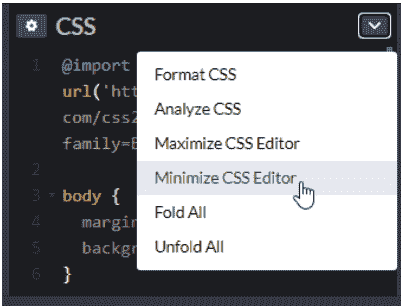 CSS
1 @import
url('htt
com/css2
family=E
2
3 body {
4 margin
5 backgr
6 }
Format CSS
Analyze CSS
Maximize CSS Editor
Minimize CSS Editor
Fold All
Unfold All